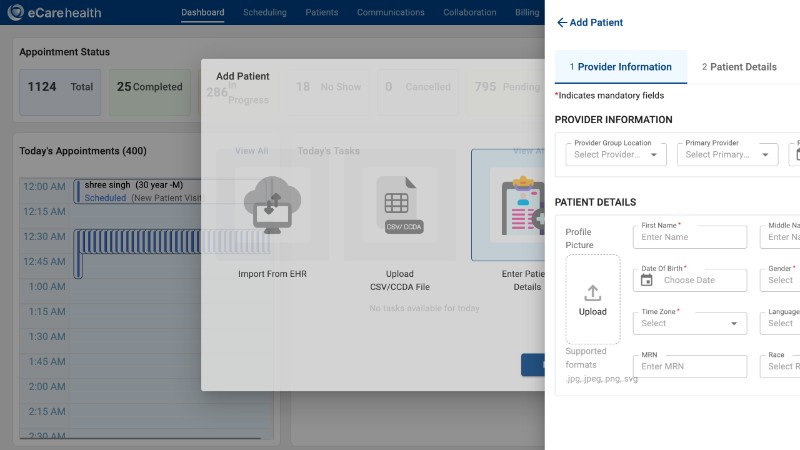 eCarehealth
Dashboard Scheduling Patients Communications Collaboration Billing
Appointment Status
1124 Total
25 Completed
286 In Progress
18 No Show
0 Cancelled
795 Pending
Today's Appointments (400)
View All
Today's Tasks
View All
12:00 AM
shree singh (30 year -M)
Scheduled (New Patient Visit)
12:15 AM
12:30 AM
12:45 AM
1:00 AM
1:15 AM
1:30 AM
1:45 AM
2:00 AM
2:15 AM
2:30 AM
No tasks available for today
Add Patient
Import From EHR
CSV/ CCDA
Upload
CSV/CCDA File
Enter Patie
Details
Add Patient
1 Provider Information
2 Patient Details
*Indicates mandatory fields
PROVIDER INFORMATION
Provider Group Location
Select Provider...
Primary Provider
Select Primary...
PATIENT DETAILS
Profile
Picture
Upload
Supported
formats
.jpg,.jpeg,.png,.svg
First Name *
Enter Name
Middle Na
Enter Na
Date Of Birth *
Choose Date
Gender *
Select
Time Zone *
Select
Language
Select
MRN
Enter MRN
Race
Select R